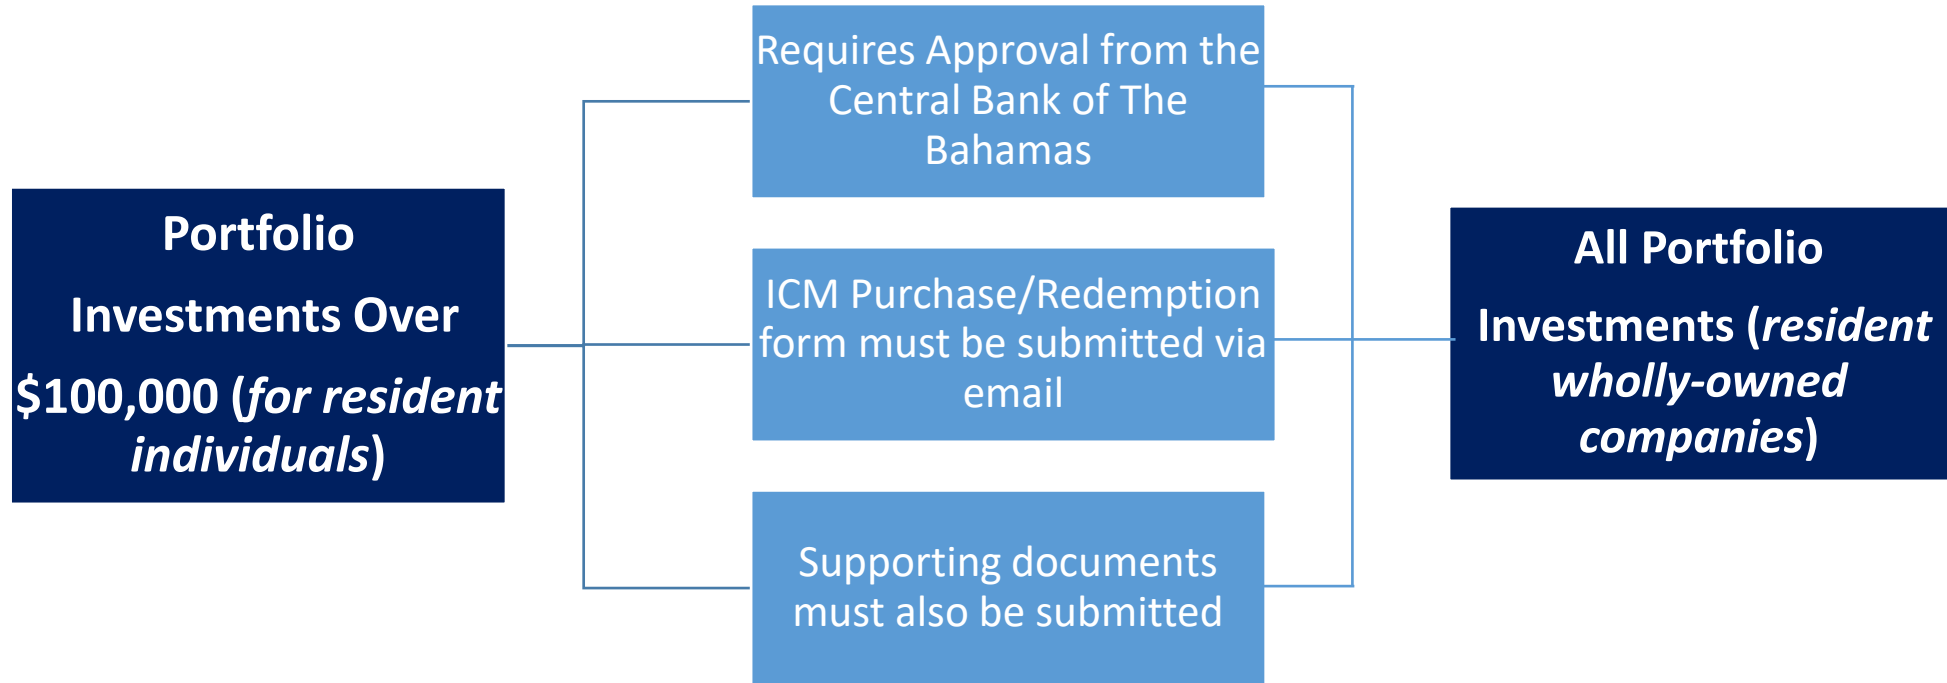 Portfolio
Investments Over
$100,000 (for resident
individuals)
Requires Approval from the
Central Bank of The
Bahamas
ICM Purchase/Redemption
form must be submitted via
email
Supporting documents
must also be submitted
All Portfolio
Investments (resident
wholly-owned
companies)